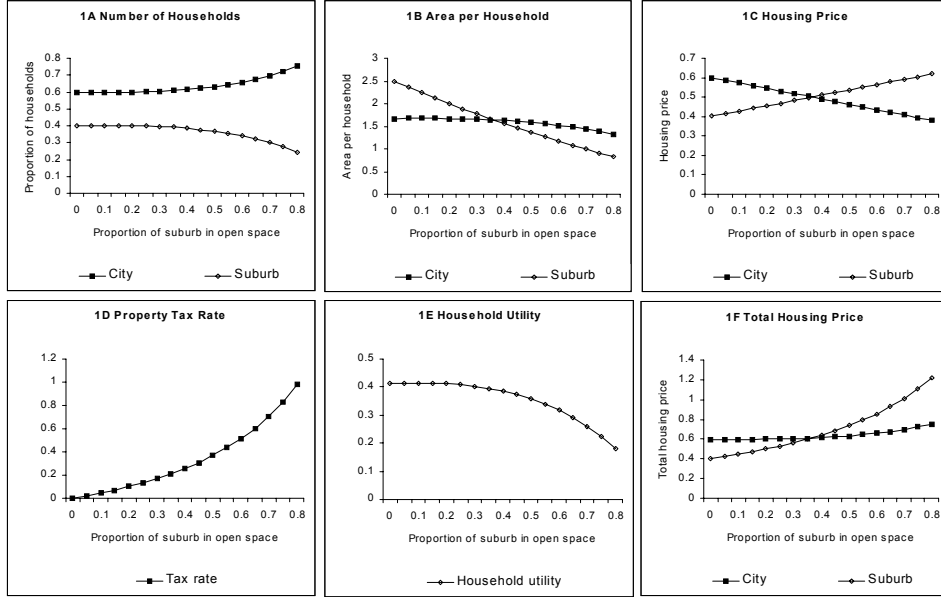 1A Number of Households
Proportion of households
0.8
0.7
0.6
0.5
0.4
0.3
0.2
0.1
0
0 0.1 0.2 0.3 0.4 0.5 0.6 0.7 0.8
Proportion of suburb in open space
City Suburb
1B Area per Household
Area per household
3
2.5
2
1.5
1
0.5
0
0 0.1 0.2 0.3 0.4 0.5 0.6 0.7 0.8
Proportion of suburb in open space
City Suburb
1C Housing Price
Housing price
0.7
0.6
0.5
0.4
0.3
0.2
0.1
0
0 0.1 0.2 0.3 0.4 0.5 0.6 0.7 0.8
Proportion of suburb in open space
City Suburb
1D Property Tax Rate
1.2
1
0.8
0.6
0.4
0.2
0
0 0.1 0.2 0.3 0.4 0.5 0.6 0.7 0.8
Proportion of suburb in open space
Tax rate
1E Household Utility
0.5
0.4
0.3
0.2
0.1
0
0 0.1 0.2 0.3 0.4 0.5 0.6 0.7 0.8
Proportion of suburb in open space
Household utility
1F Total Housing Price
Total housing price
1.4
1.2
1
0.8
0.6
0.4
0.2
0
0 0.1 0.2 0.3 0.4 0.5 0.6 0.7 0.8
Proportion of suburb in open space
City Suburb